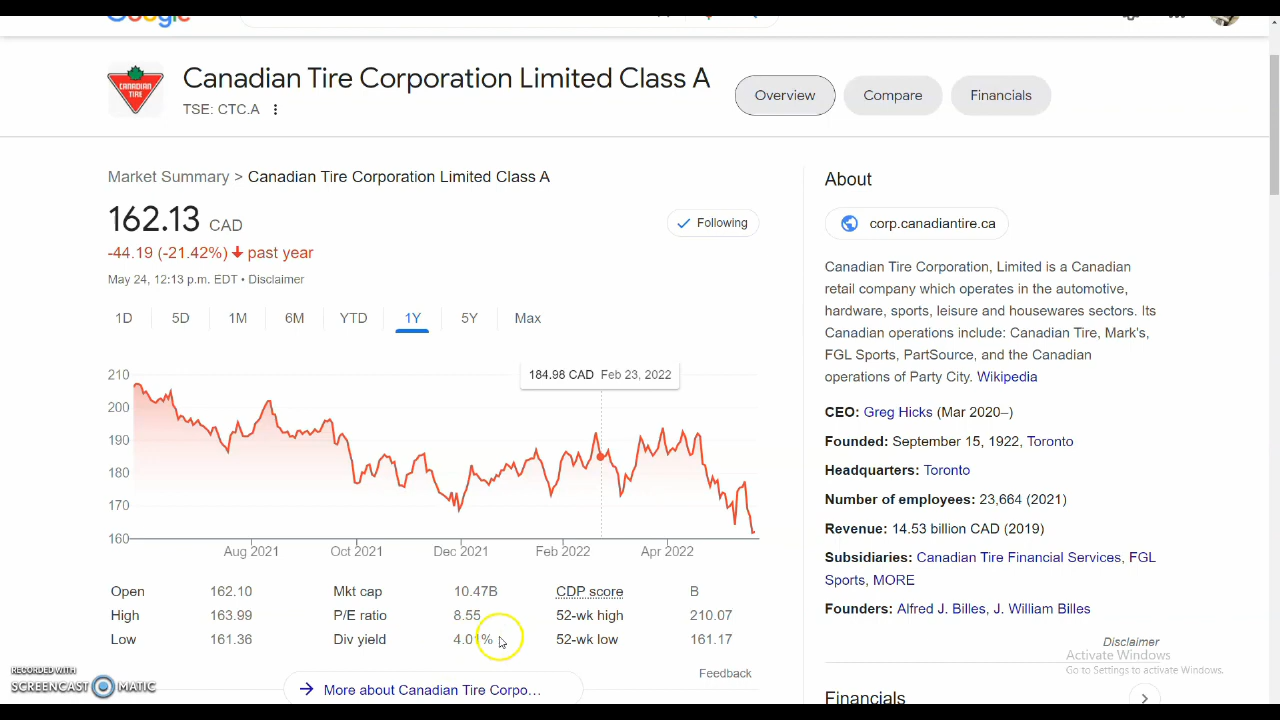 Google
Canadian Tire Corporation Limited Class A
CANADIAN
TIRE
TSE: CTC.A
Overview
Compare
Financials
Market Summary > Canadian Tire Corporation Limited Class A
162.13 CAD
Following
-44.19 (-21.42%) past year
May 24, 12:13 p.m. EDT • Disclaimer
1D 5D 1M 6M YTD 1Y 5Y Max
184.98 CAD Feb 23, 2022
210
200
190
180
170
160
Aug 2021 Oct 2021 Dec 2021 Feb 2022 Apr 2022
Open 162.10 Mkt cap 10.47B CDP score B
High 163.99 P/E ratio 8.55 52-wk high 210.07
Low 161.36 Div yield 4.01% 52-wk low 161.17
Feedback
More about Canadian Tire Corpo...
About
corp.canadiantire.ca
Canadian Tire Corporation, Limited is a Canadian
retail company which operates in the automotive,
hardware, sports, leisure and housewares sectors. Its
Canadian operations include: Canadian Tire, Mark's,
FGL Sports, PartSource, and the Canadian
operations of Party City. Wikipedia
CEO: Greg Hicks (Mar 2020–)
Founded: September 15, 1922, Toronto
Headquarters: Toronto
Number of employees: 23,664 (2021)
Revenue: 14.53 billion CAD (2019)
Subsidiaries: Canadian Tire Financial Services, FGL
Sports, MORE
Founders: Alfred J. Billes, J. William Billes
Disclaimer
Activate Windows
Go to Settings to activate Windows.
Financials
RECORDED WITH
SCREENCAST MATIC